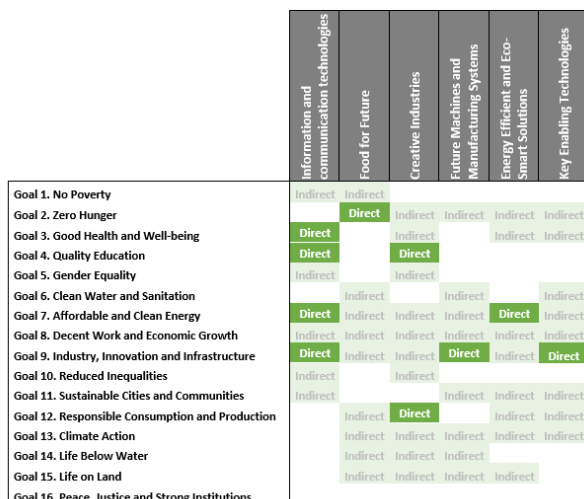 Information and
communication technologies
Food for Future
Creative Industries
Future Machines and
Manufacturing Systems
Energy Efficient and Eco-
Smart Solutions
Key Enabling Technologies
Goal 1. No Poverty Indirect Indirect
Goal 2. Zero Hunger Direct Indirect Indirect Indirect Indirect
Goal 3. Good Health and Well-being Direct Indirect Indirect Indirect
Goal 4. Quality Education Direct Direct
Goal 5. Gender Equality Indirect Indirect
Goal 6. Clean Water and Sanitation Indirect Indirect Indirect
Goal 7. Affordable and Clean Energy Direct Indirect Indirect Indirect Direct Indirect
Goal 8. Decent Work and Economic Growth Indirect Indirect Indirect Indirect Indirect Indirect
Goal 9. Industry, Innovation and Infrastructure Direct Indirect Indirect Direct Indirect Direct
Goal 10. Reduced Inequalities Indirect Indirect
Goal 11. Sustainable Cities and Communities Indirect Indirect Indirect Indirect
Goal 12. Responsible Consumption and Production Indirect Direct Indirect Indirect
Goal 13. Climate Action Indirect Indirect Indirect Indirect Indirect
Goal 14. Life Below Water Indirect Indirect Indirect
Goal 15. Life on Land Indirect Indirect Indirect Indirect
Goal 16. Peace, Justice and Strong Institutions